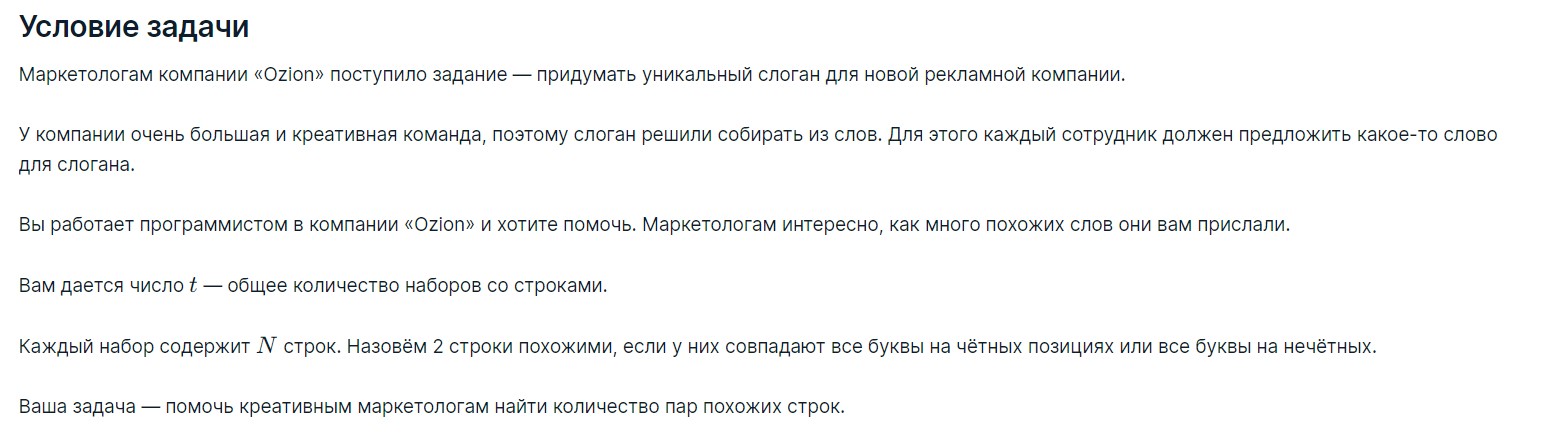 Условие задачи
Маркетологам компании «Ozion» поступило задание — придумать уникальный слоган для новой рекламной компании.
У компании очень большая и креативная команда, поэтому слоган решили собирать из слов. Для этого каждый сотрудник должен предложить какое-то слово
для слогана.
Вы работает программистом в компании «Ozion» и хотите помочь. Маркетологам интересно, как много похожих слов они вам прислали.
Вам дается число t — общее количество наборов со строками.
Каждый набор содержит N строк. Назовём 2 строки похожими, если у них совпадают все буквы на чётных позициях или все буквы на нечётных.
Ваша задача — помочь креативным маркетологам найти количество пар похожих строк.